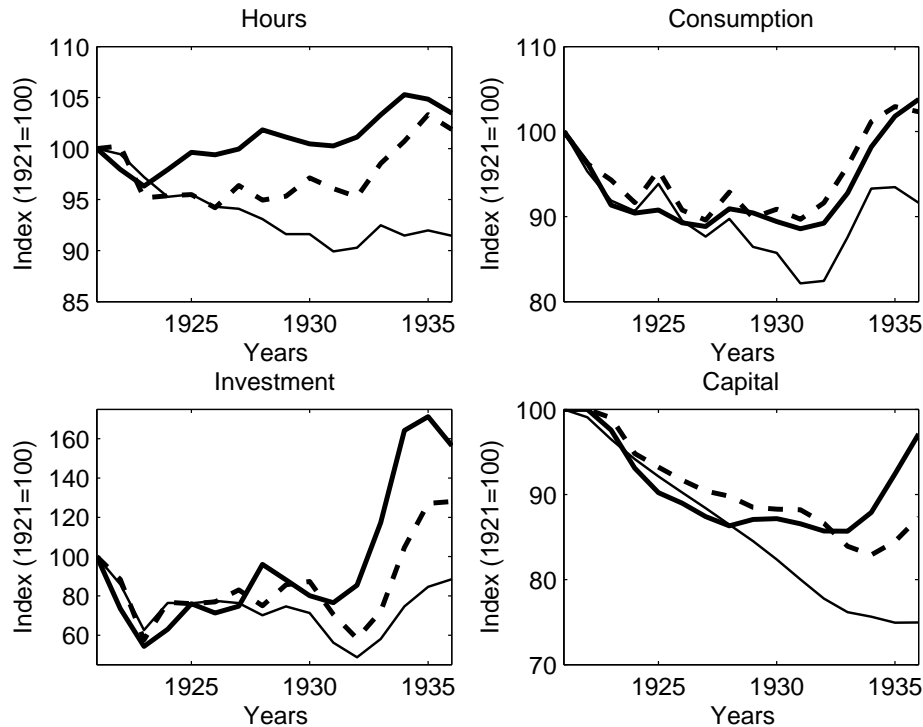 Hours
Index (1921=100)
110
105
100
95
90
85
1925
1930
1935
Years
Consumption
Index (1921=100)
110
100
90
80
1925
1930
1935
Years
Investment
Index (1921=100)
160
140
120
100
80
60
1925
1930
1935
Years
Capital
Index (1921=100)
100
90
80
70
1925
1930
1935
Years